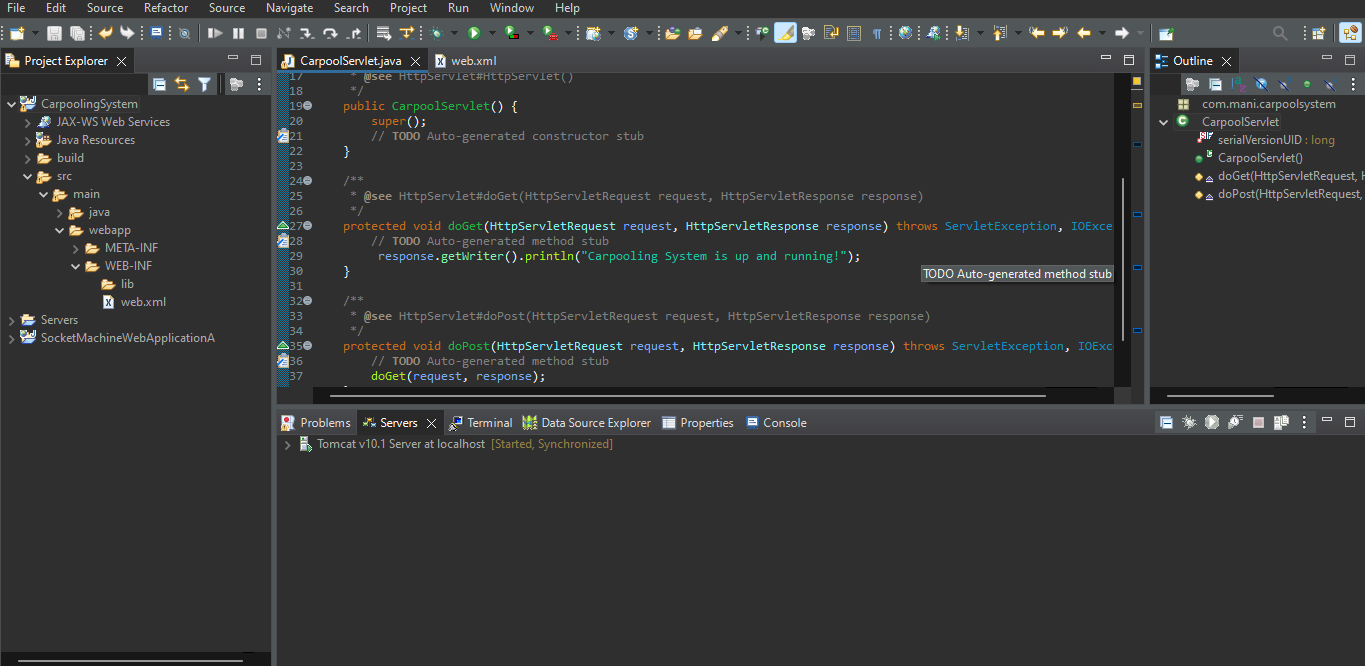 File Edit Source Refactor Source Navigate Search Project Run Window Help
Project Explorer
CarpoolingSystem
JAX-WS Web Services
Java Resources
build
src
main
java
webapp
META-INF
WEB-INF
lib
web.xml
Servers
SocketMachineWebApplicationA
CarpoolServlet.java web.xml
17 * @see HttpServlet#HttpServlet()
18 */
19 public CarpoolServlet() {
20 super();
21 // TODO Auto-generated constructor stub
22 }
23
24 /**
25 * @see HttpServlet#doGet(HttpServletRequest request, HttpServletResponse response)
26 */
27 protected void doGet(HttpServletRequest request, HttpServletResponse response) throws ServletException, IOExce
28 // TODO Auto-generated method stub
29 response.getWriter().println("Carpooling System is up and running!");
30 }
TODO Auto-generated method stub
31
32 /**
33 * @see HttpServlet#doPost(HttpServletRequest request, HttpServletResponse response)
34 */
35 protected void doPost(HttpServletRequest request, HttpServletResponse response) throws ServletException, IOExc
36 // TODO Auto-generated method stub
37 doGet(request, response);
Outline
com.mani.carpoolsystem
CarpoolServlet
serialVersionUID : long
CarpoolServlet()
doGet(HttpServletRequest, H
doPost(HttpServletRequest,
Problems Servers Terminal Data Source Explorer Properties Console
Tomcat v10.1 Server at localhost [Started, Synchronized]